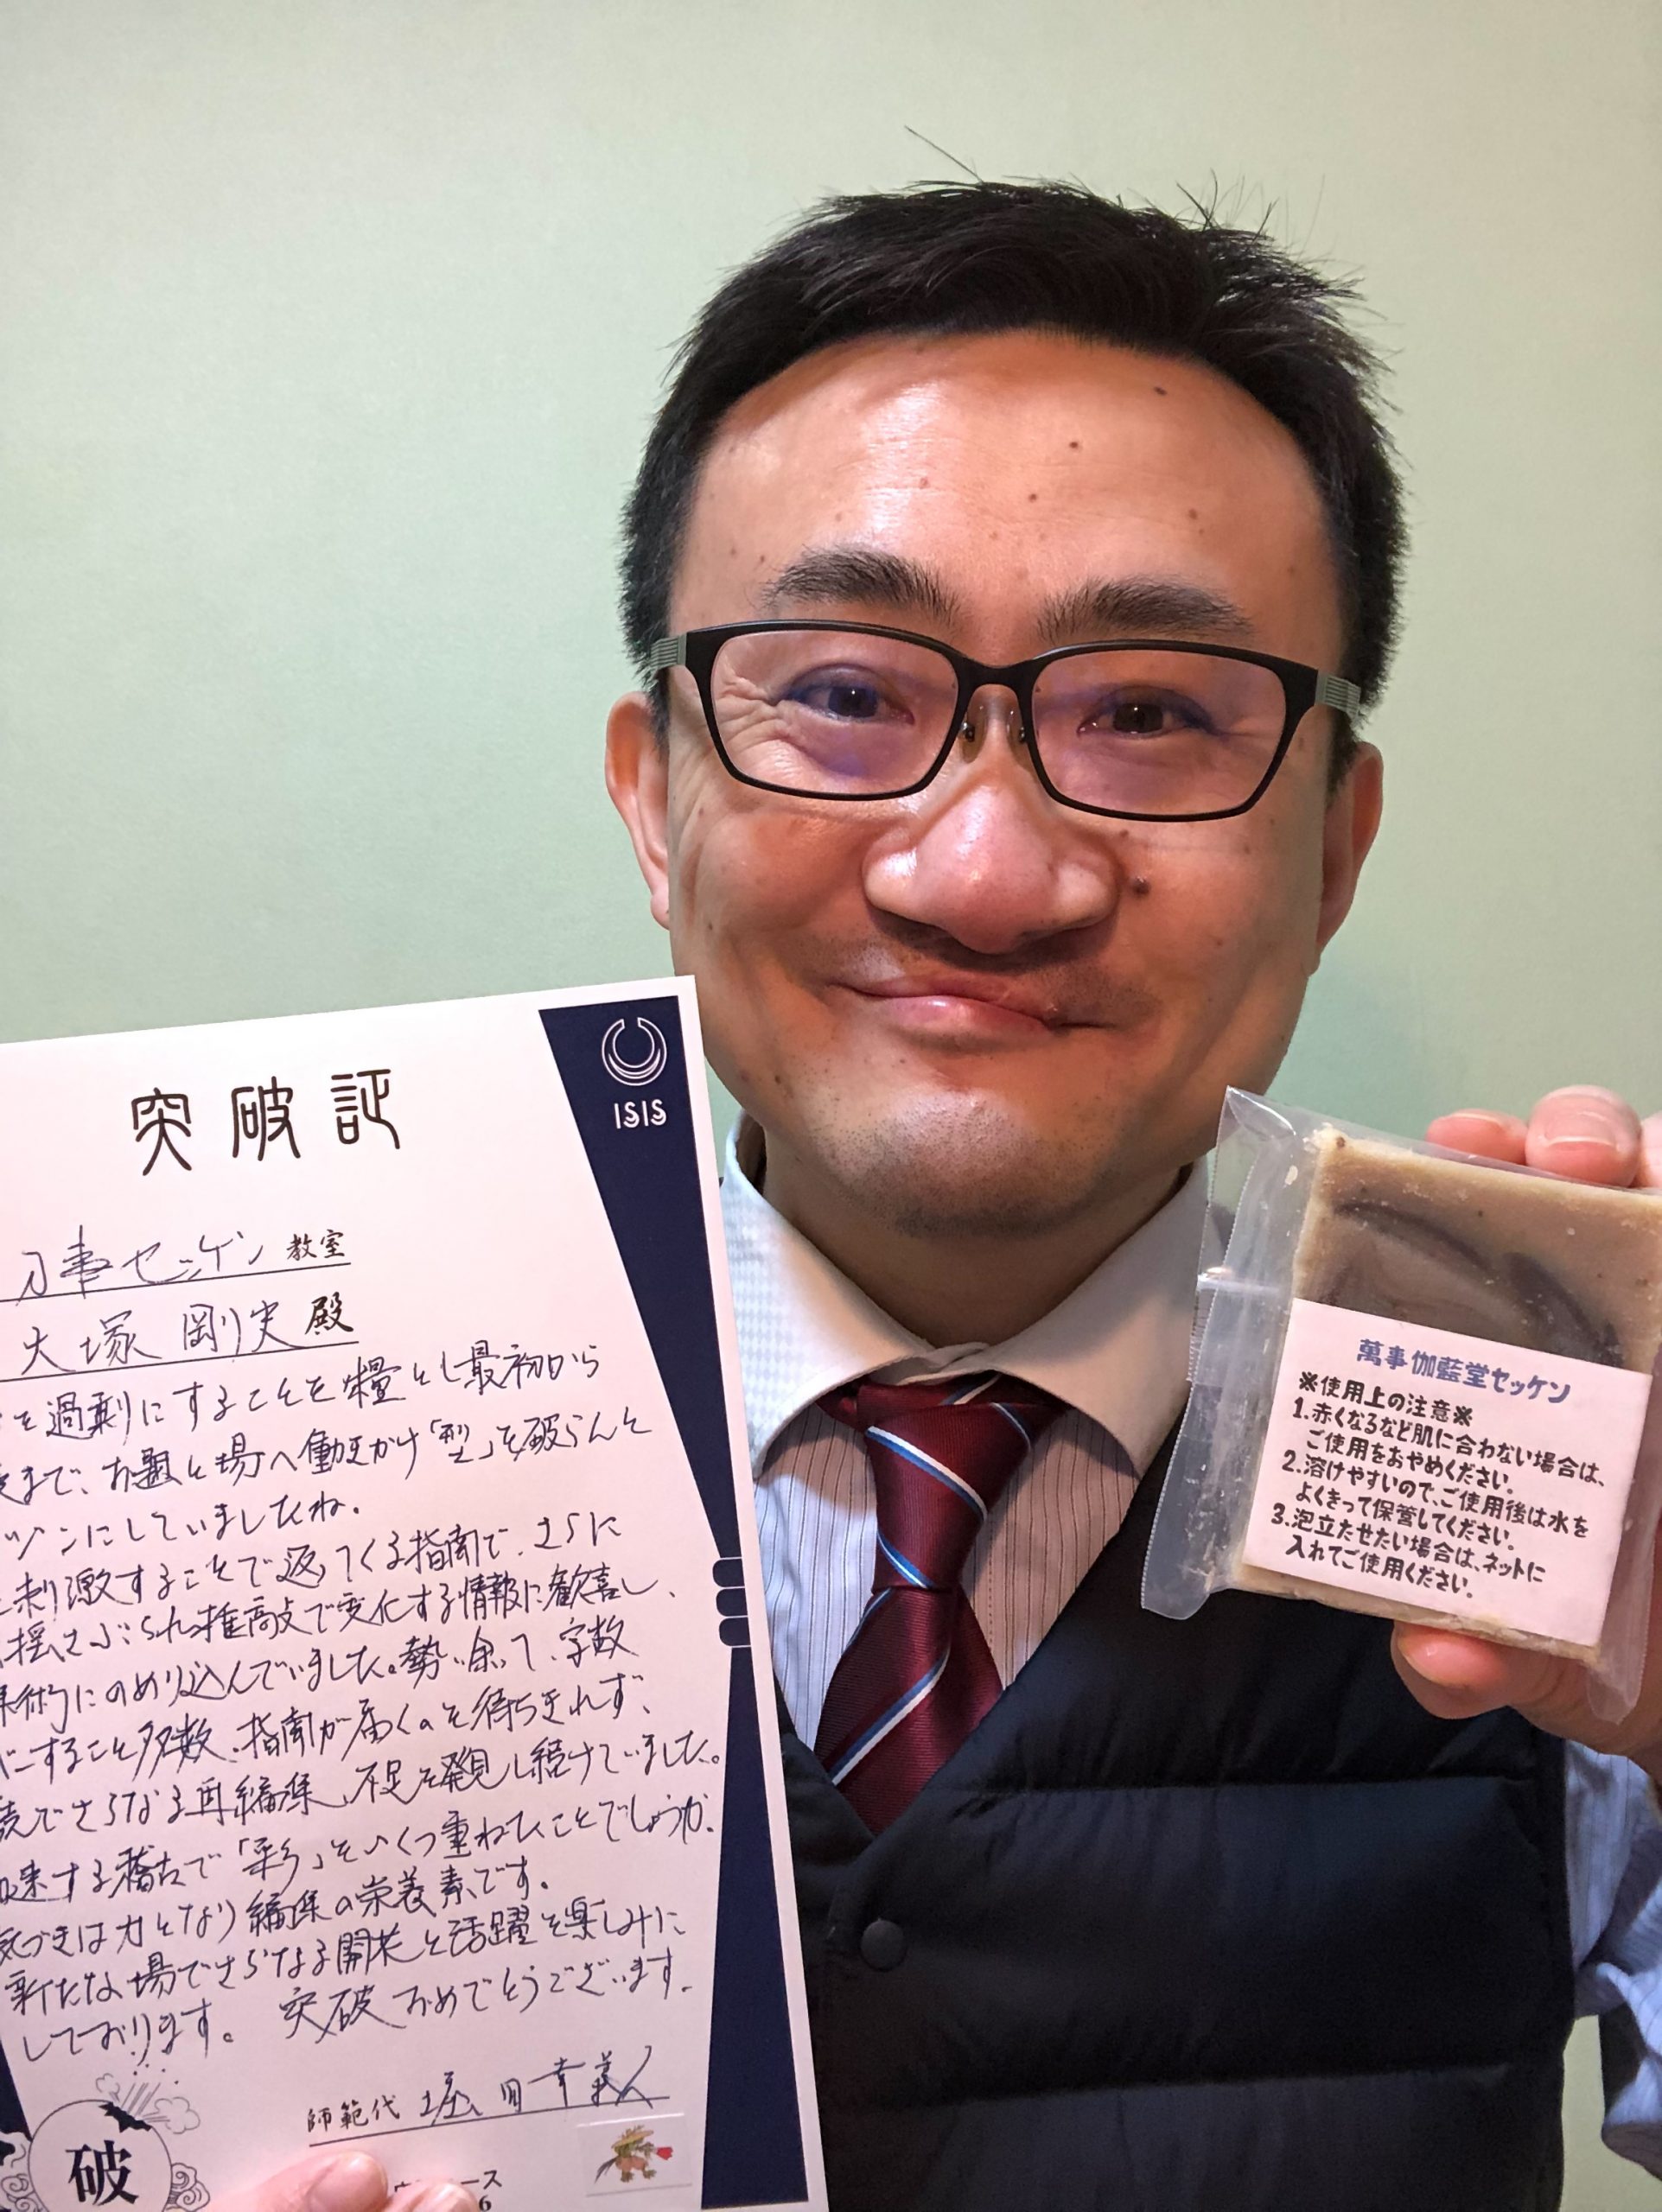 ISIS
突破証
事セッケン教室
大塚剛史殿
を過剰にすることを糧とし最初から
まで、お題と場へ働きかけ「型」を破らんと
ンにしていましたね。
刺激することで返ってくる指南で、さらに
揺さぶられ推敲で変化する情報に歓喜し、
術にのめり込んでいました。勢い余って、字数
にすること多数、指南が届くのを待ちきれず、
読でさらなる再編集、不足を発見し続けていました。
来する稽古で「彩」をいくつ重ねたことでしょうか。
気づきは力となり編集の栄養素です。
新たな場でさらなる開花と活躍を楽しみに
しております。 突破おめでとうございます。
師範代 堀田幸義
破
ース
6
萬事伽藍堂セッケン
※使用上の注意※
1.赤くなるなど肌に合わない場合は、
ご使用をおやめください。
2.溶けやすいので、ご使用後は水を
よくきって保管してください。
3.泡立たせたい場合は、ネットに
入れてご使用ください。